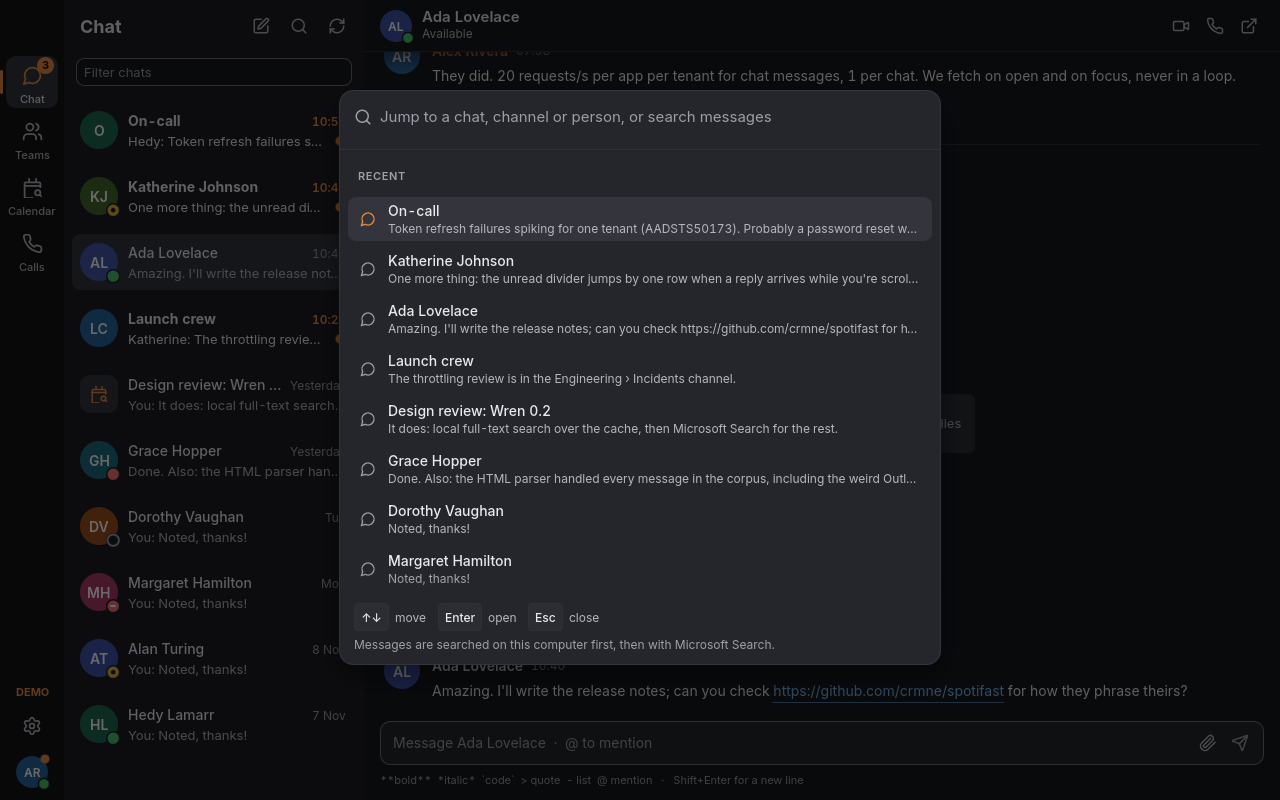 Chat
Filter chats
3
Chat
Teams
Calendar
Calls
DEMO
AR
O
On-call
10:5
Hedy: Token refresh failures s...
KJ
Katherine Johnson
10:4
One more thing: the unread di...
AL
Ada Lovelace
10:4
Amazing. I'll write the release not...
LC
Launch crew
10:2
Katherine: The throttling revie...
Design review: Wren ...
Yesterda
You: It does: local full-text search...
GH
Grace Hopper
Yesterda
Done. Also: the HTML parser han...
DV
Dorothy Vaughan
Tu
You: Noted, thanks!
MH
Margaret Hamilton
Mo
You: Noted, thanks!
AT
Alan Turing
8 No
You: Noted, thanks!
HL
Hedy Lamarr
7 Nov
You: Noted, thanks!
AL
Ada Lovelace
Available
AR
Alex Rivera
They did. 20 requests/s per app per tenant for chat messages, 1 per chat. We fetch on open and on focus, never in a loop.
Jump to a chat, channel or person, or search messages
RECENT
On-call
Token refresh failures spiking for one tenant (AADSTS50173). Probably a password reset w...
Katherine Johnson
One more thing: the unread divider jumps by one row when a reply arrives while you're scrol...
Ada Lovelace
Amazing. I'll write the release notes; can you check https://github.com/crmne/spotifast for h...
Launch crew
The throttling review is in the Engineering › Incidents channel.
Design review: Wren 0.2
It does: local full-text search over the cache, then Microsoft Search for the rest.
Grace Hopper
Done. Also: the HTML parser handled every message in the corpus, including the weird Outl...
Dorothy Vaughan
Noted, thanks!
Margaret Hamilton
Noted, thanks!
↑↓ move Enter open Esc close
Messages are searched on this computer first, then with Microsoft Search.
AL
Ada Lovelace 10:40
Amazing. I'll write the release notes; can you check https://github.com/crmne/spotifast for how they phrase theirs?
Message Ada Lovelace · @ to mention
**bold** *italic* `code` > quote - list @ mention · Shift+Enter for a new line